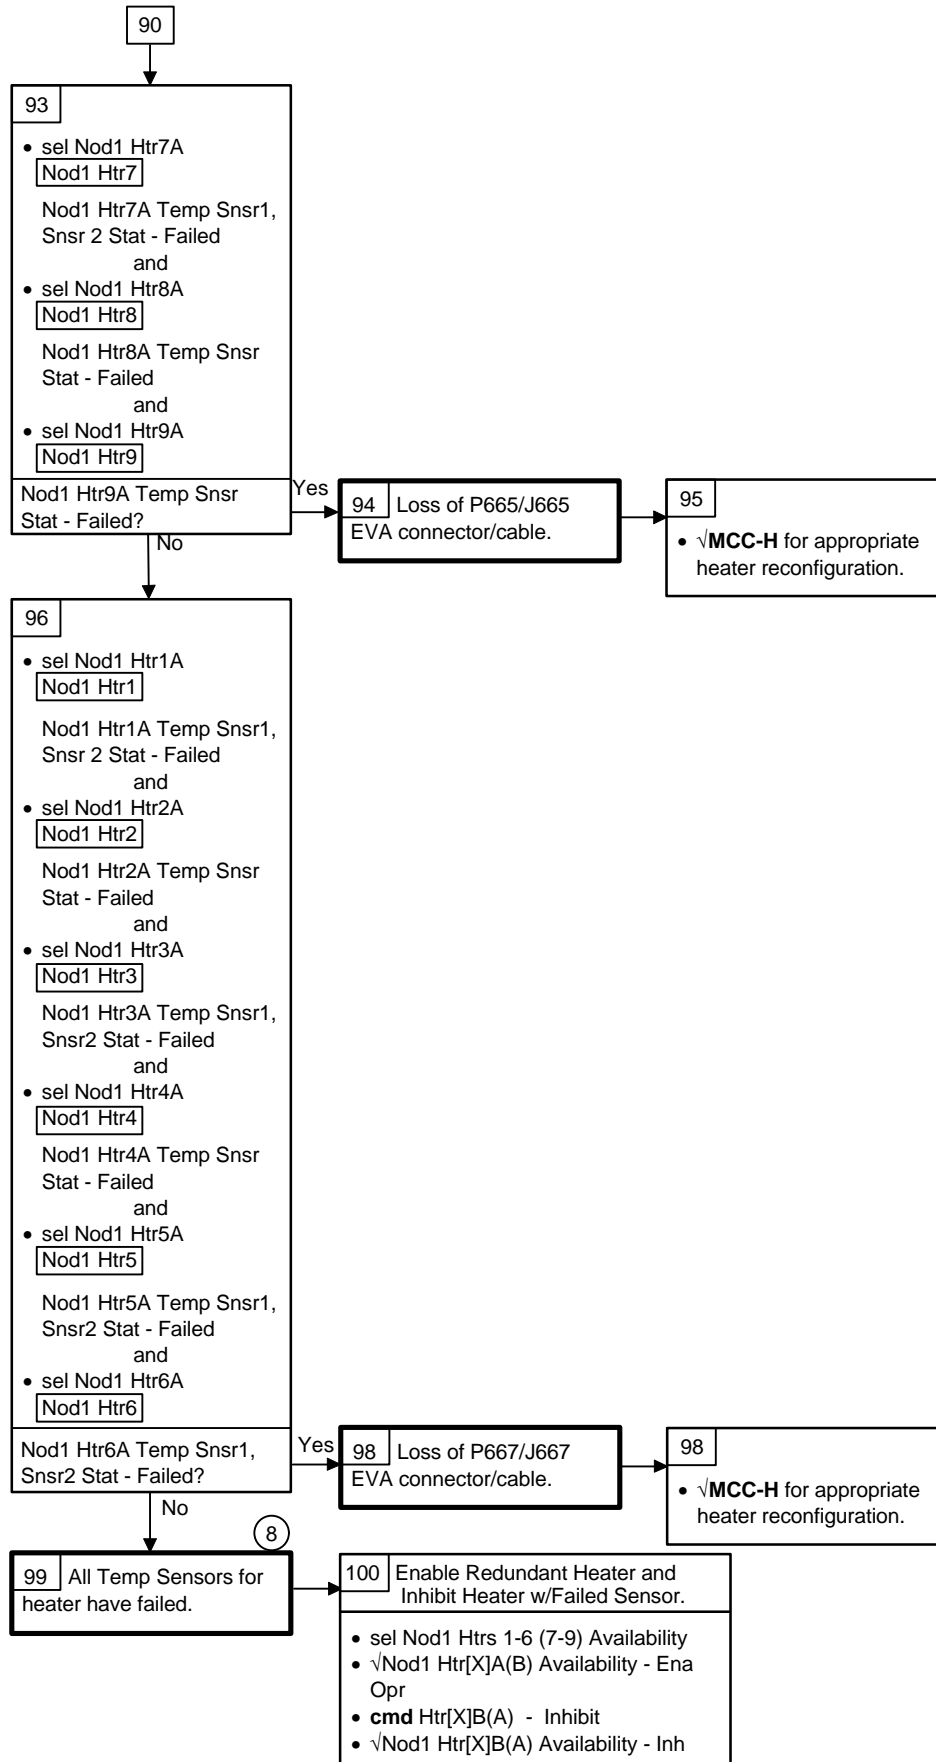 90
93
• sel Nod1 Htr7A
Nod1 Htr7
Nod1 Htr7A Temp Snsr1,
Snsr 2 Stat - Failed
and
• sel Nod1 Htr8A
Nod1 Htr8
Nod1 Htr8A Temp Snsr
Stat - Failed
and
• sel Nod1 Htr9A
Nod1 Htr9
Nod1 Htr9A Temp Snsr
Stat - Failed?
Yes
94 Loss of P665/J665
EVA connector/cable.
95
• √MCC-H for appropriate
heater reconfiguration.
No
96
• sel Nod1 Htr1A
Nod1 Htr1
Nod1 Htr1A Temp Snsr1,
Snsr 2 Stat - Failed
and
• sel Nod1 Htr2A
Nod1 Htr2
Nod1 Htr2A Temp Snsr
Stat - Failed
and
• sel Nod1 Htr3A
Nod1 Htr3
Nod1 Htr3A Temp Snsr1,
Snsr2 Stat - Failed
and
• sel Nod1 Htr4A
Nod1 Htr4
Nod1 Htr4A Temp Snsr
Stat - Failed
and
• sel Nod1 Htr5A
Nod1 Htr5
Nod1 Htr5A Temp Snsr1,
Snsr2 Stat - Failed
and
• sel Nod1 Htr6A
Nod1 Htr6
Nod1 Htr6A Temp Snsr1,
Snsr2 Stat - Failed?
Yes
98 Loss of P667/J667
EVA connector/cable.
98
• √MCC-H for appropriate
heater reconfiguration.
No
8
99 All Temp Sensors for
heater have failed.
100 Enable Redundant Heater and
Inhibit Heater w/Failed Sensor.
• sel Nod1 Htrs 1-6 (7-9) Availability
• √Nod1 Htr[X]A(B) Availability - Ena
Opr
• cmd Htr[X]B(A) - Inhibit
• √Nod1 Htr[X]B(A) Availability - Inh